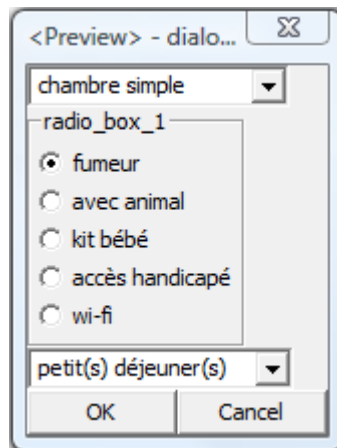 <Preview> - dialo...
chambre simple
radio_box_1
fumeur
avec animal
kit bébé
accès handicapé
wi-fi
petit(s) déjeuner(s)
OK Cancel